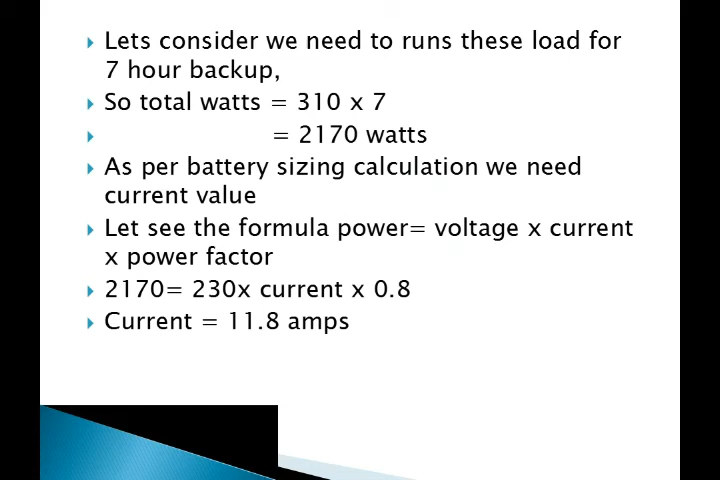 Lets consider we need to runs these load for
7 hour backup,
So total watts = 310 x 7
= 2170 watts
As per battery sizing calculation we need
current value
Let see the formula power= voltage x current
x power factor
2170= 230x current x 0.8
Current = 11.8 amps